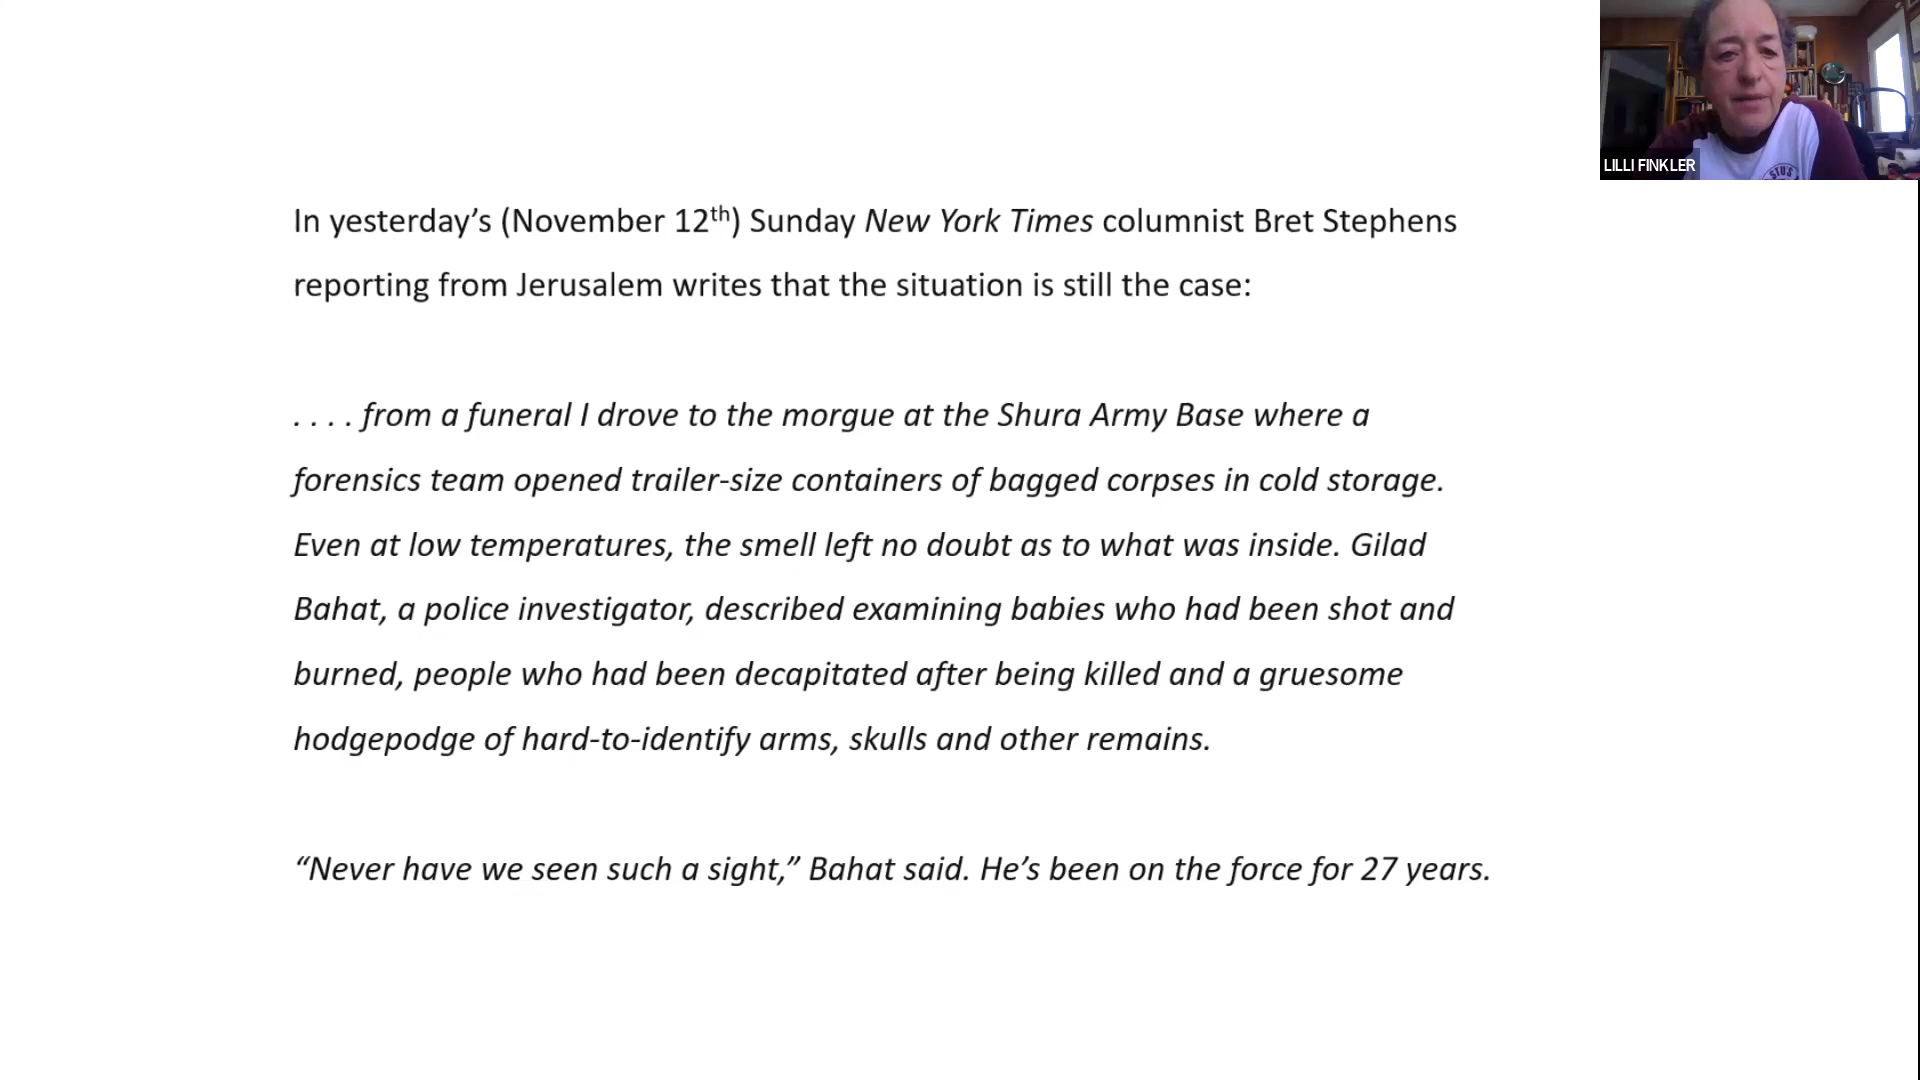 LILLI FINKLER
In yesterday’s (November 12th) Sunday New York Times columnist Bret Stephens
reporting from Jerusalem writes that the situation is still the case:
. . . . from a funeral I drove to the morgue at the Shura Army Base where a
forensics team opened trailer-size containers of bagged corpses in cold storage.
Even at low temperatures, the smell left no doubt as to what was inside. Gilad
Bahat, a police investigator, described examining babies who had been shot and
burned, people who had been decapitated after being killed and a gruesome
hodgepodge of hard-to-identify arms, skulls and other remains.
“Never have we seen such a sight,” Bahat said. He’s been on the force for 27 years.